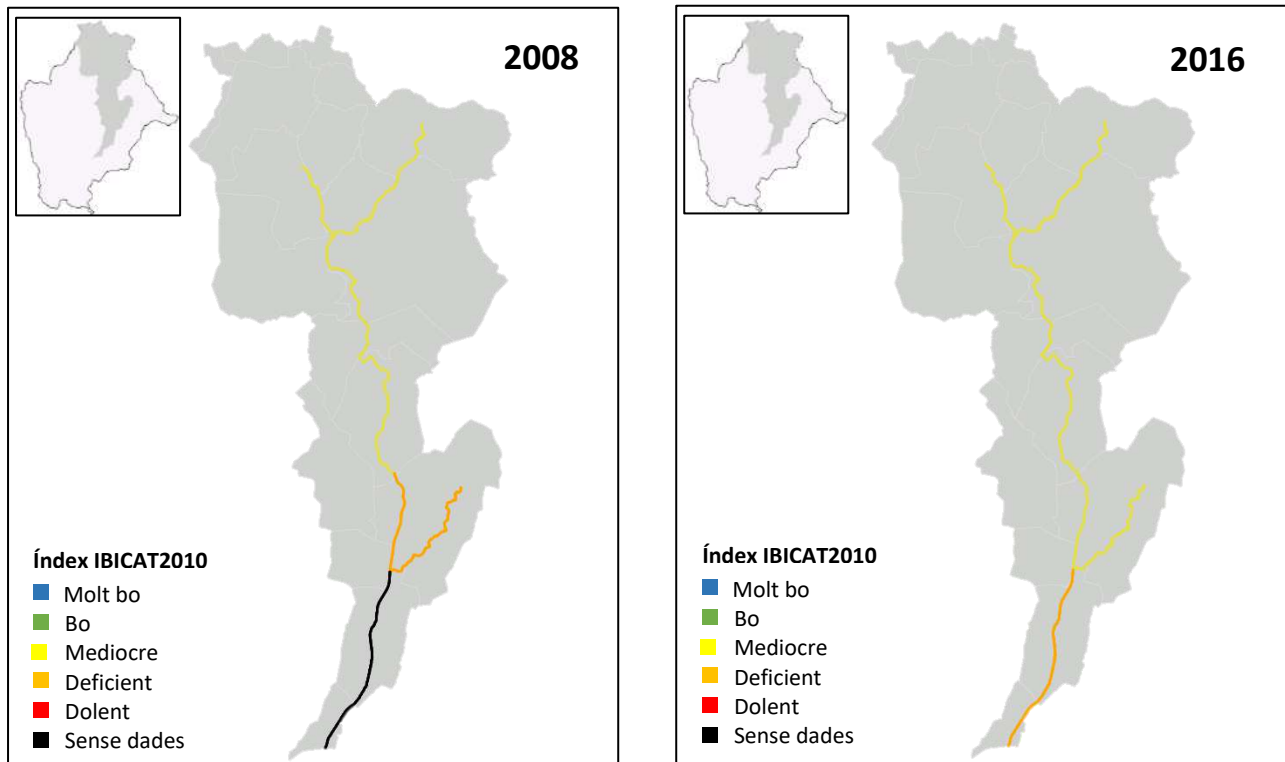 2008
Índex IBICAT2010
Molt bo
Bo
Mediocre
Deficient
Dolent
Sense dades
2016
Índex IBICAT2010
Molt bo
Bo
Mediocre
Deficient
Dolent
Sense dades